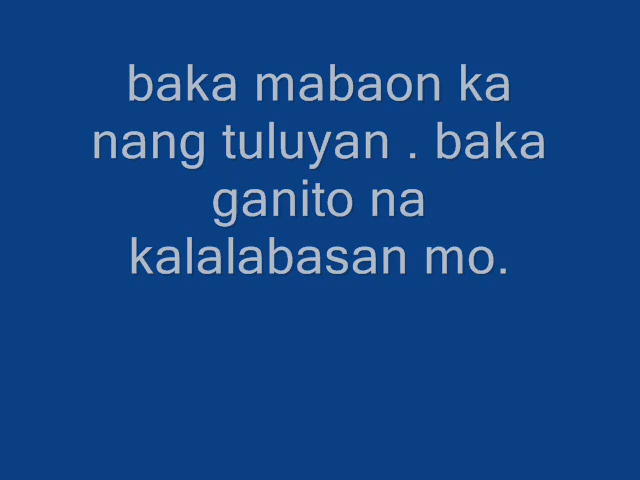 baka mabaon ka
nang tuluyan . baka
ganito na
kalalabasan mo.